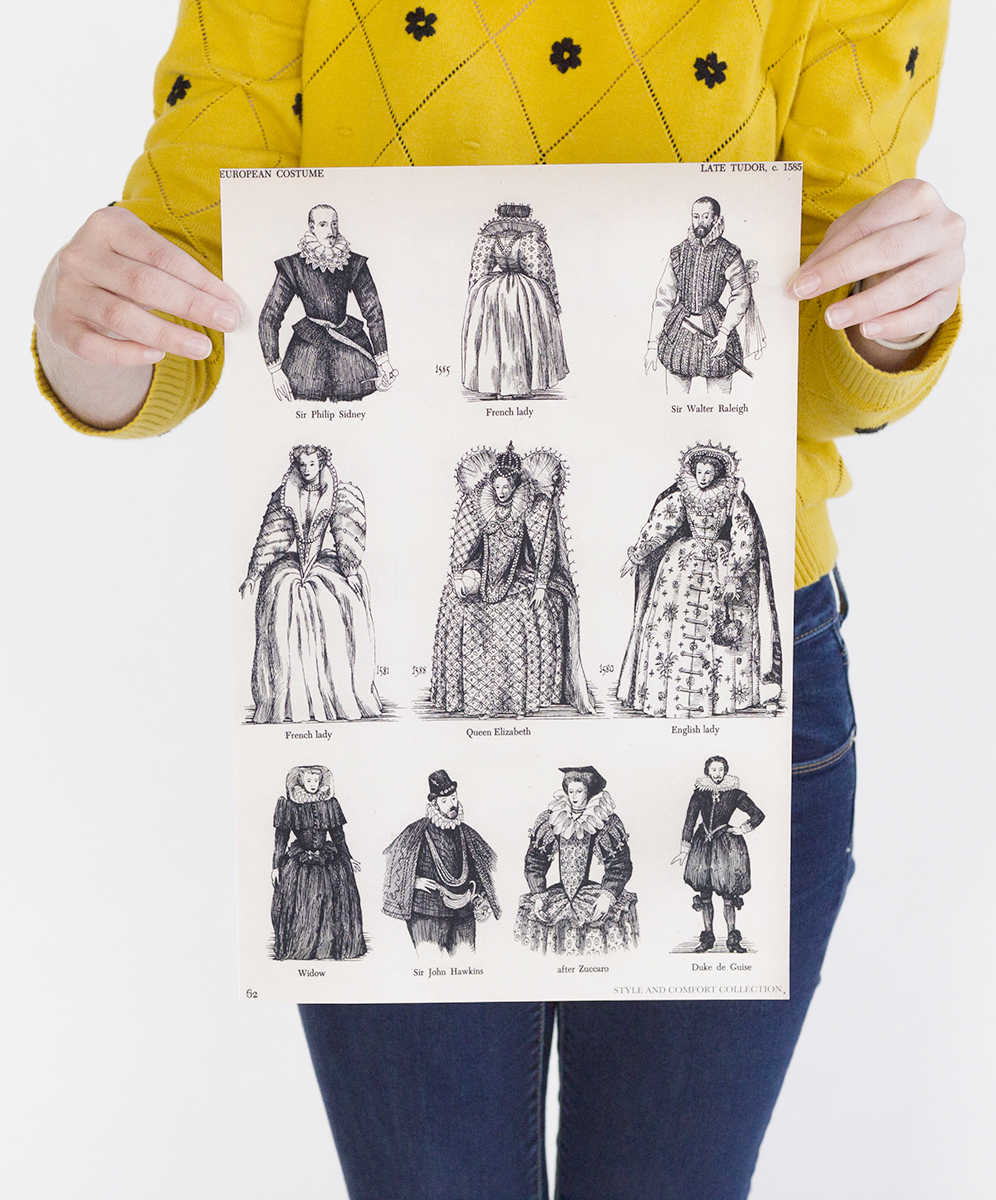 EUROPEAN COSTUME
LATE TUDOR, c. 1585
1585
Sir Philip Sidney
French lady
Sir Walter Raleigh
1581
1588
1580
French lady
Queen Elizabeth
English lady
Widow
Sir John Hawkins
after Zuccaro
Duke de Guise
62
STYLE AND COMFORT COLLECTION,